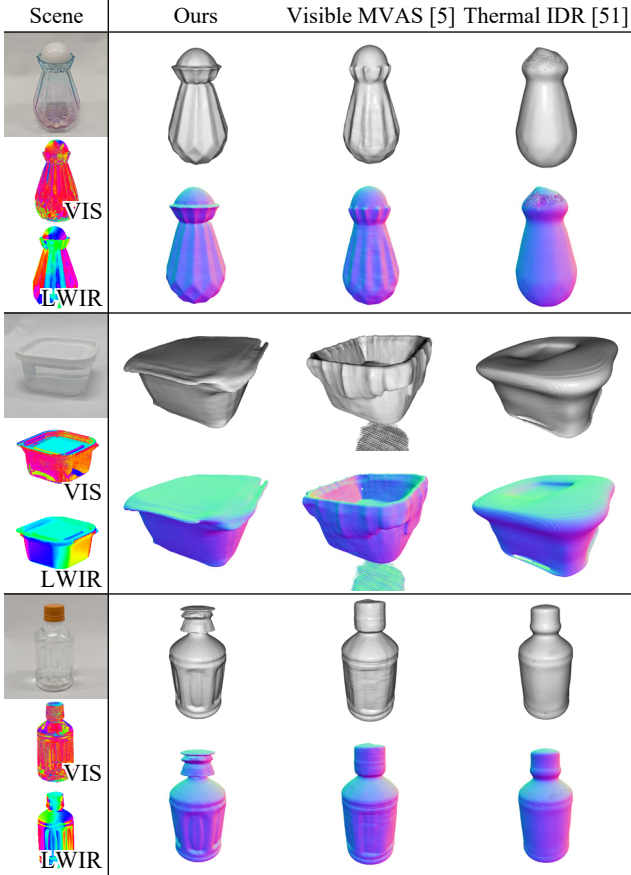 Scene Ours Visible MVAS [5] Thermal IDR [51]
VIS
LWIR
VIS
LWIR
VIS
LWIR